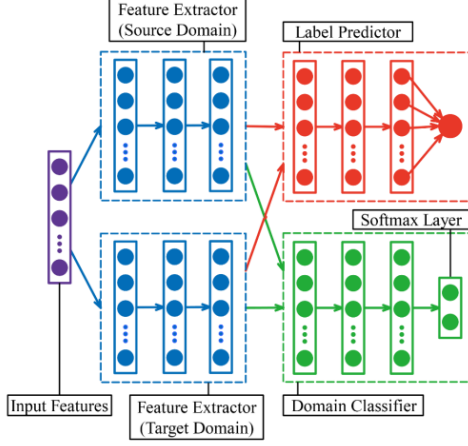 Feature Extractor
(Source Domain)
Label Predictor
Softmax Layer
Input Features
Feature Extractor
(Target Domain)
Domain Classifier